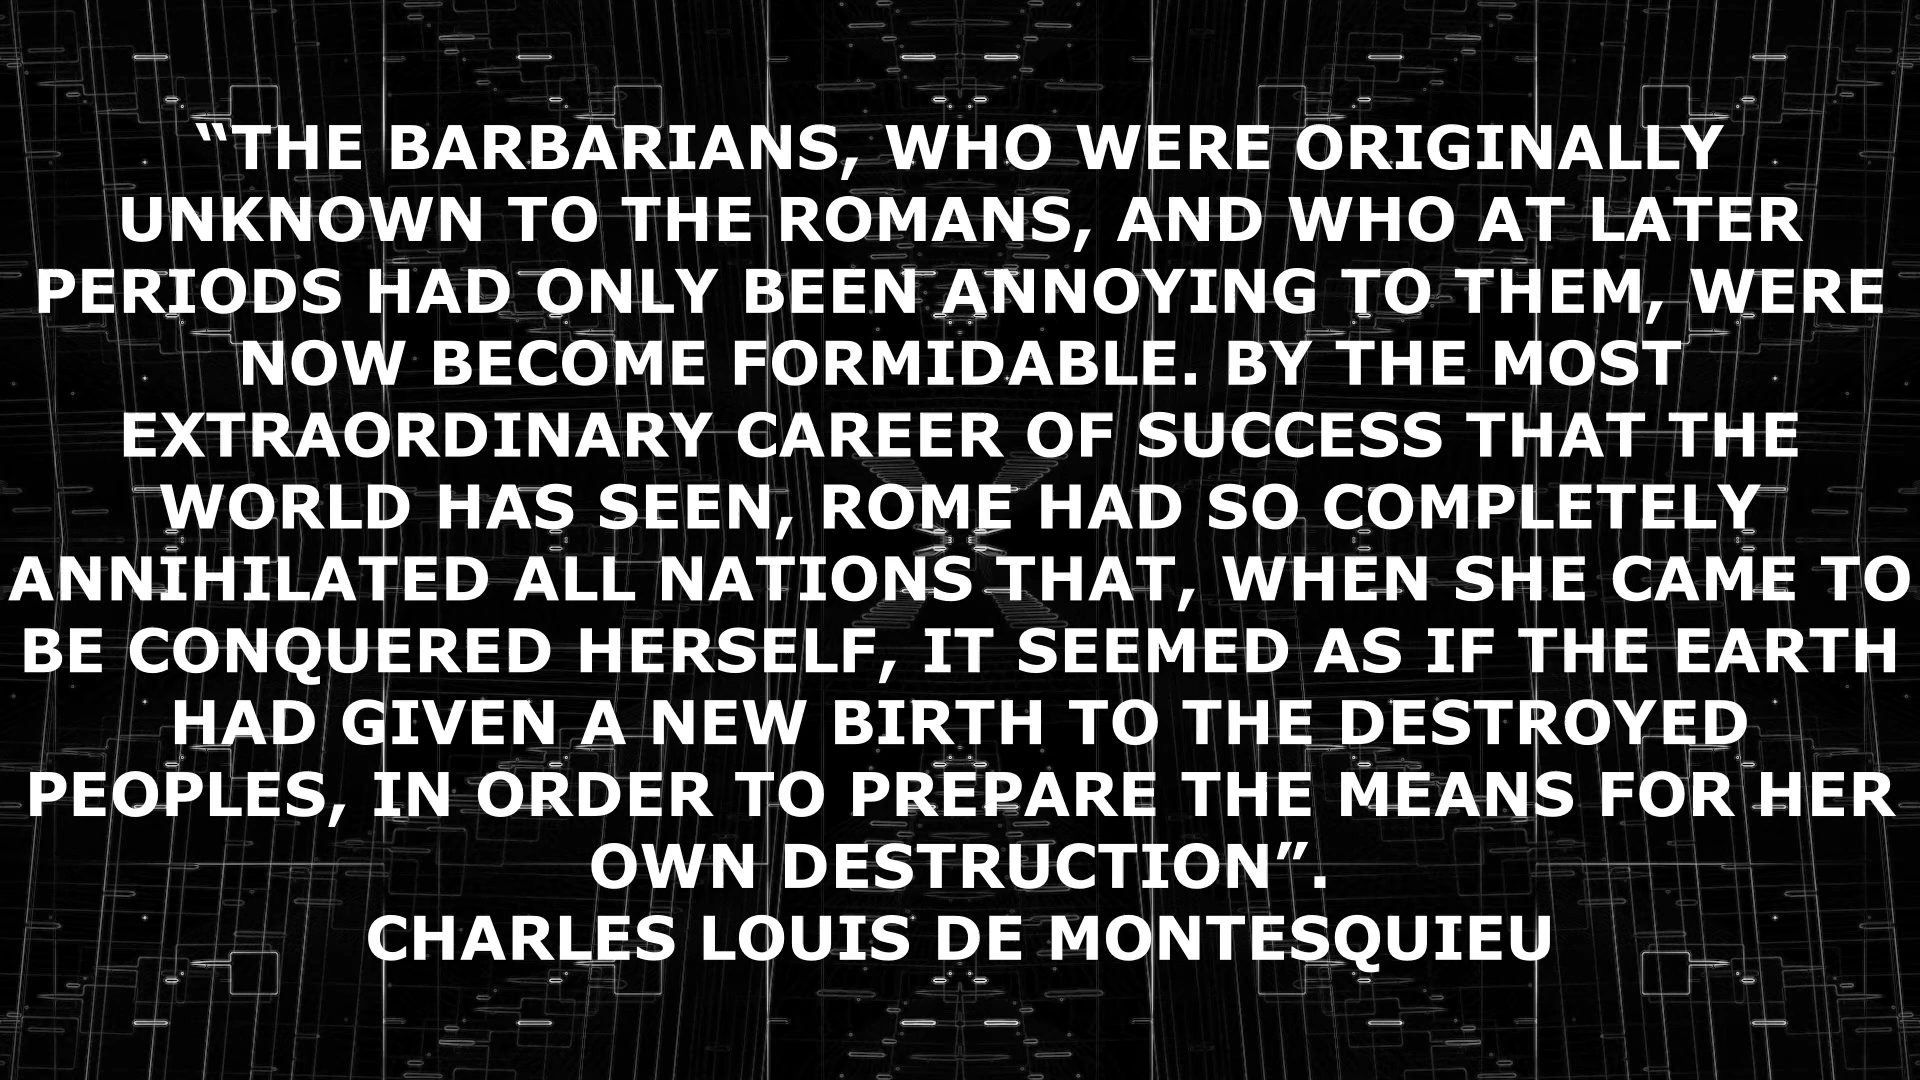 “THE BARBARIANS, WHO WERE ORIGINALLY
UNKNOWN TO THE ROMANS, AND WHO AT LATER
PERIODS HAD ONLY BEEN ANNOYING TO THEM, WERE
NOW BECOME FORMIDABLE. BY THE MOST
EXTRAORDINARY CAREER OF SUCCESS THAT THE
WORLD HAS SEEN, ROME HAD SO COMPLETELY
ANNIHILATED ALL NATIONS THAT, WHEN SHE CAME TO
BE CONQUERED HERSELF, IT SEEMED AS IF THE EARTH
HAD GIVEN A NEW BIRTH TO THE DESTROYED
PEOPLES, IN ORDER TO PREPARE THE MEANS FOR HER
OWN DESTRUCTION”.
CHARLES LOUIS DE MONTESQUIEU